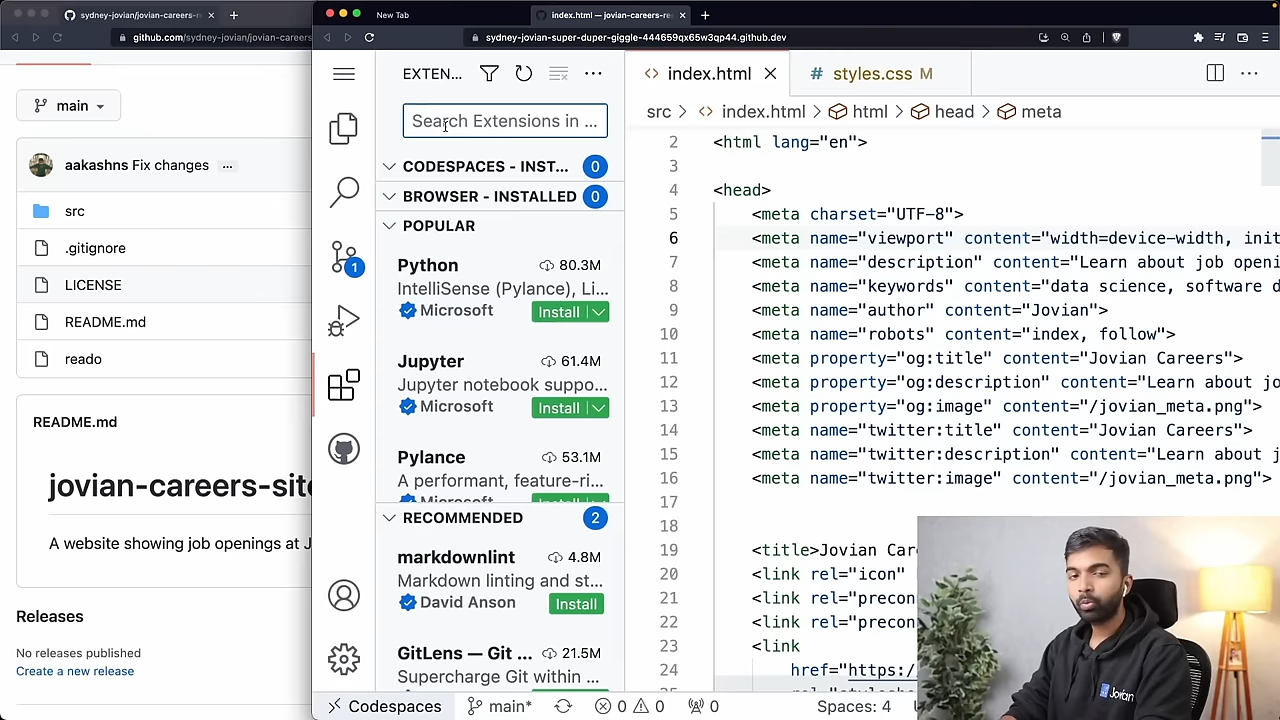 sydney-jovian/jovian-careers-re
github.com/sydney-jovian/jovian-careers
main
aakashns Fix changes ...
src
.gitignore
LICENSE
README.md
reado
README.md
jovian-careers-site
A website showing job openings at J
Releases
No releases published
Create a new release
New Tab
index.html — jovian-careers-re
sydney-jovian-super-duper-giggle-444659qx65w3qp44.github.dev
EXTEN...
Search Extensions in ...
CODESPACES - INST... 0
BROWSER - INSTALLED 0
POPULAR
Python 80.3M
IntelliSense (Pylance), Li...
Microsoft Install
Jupyter 61.4M
Jupyter notebook suppo...
Microsoft Install
Pylance 53.1M
A performant, feature-ri...
Microsoft Install
RECOMMENDED 2
markdownlint 4.8M
Markdown linting and st...
David Anson Install
GitLens — Git ... 21.5M
Supercharge Git within ...
1
index.html
styles.css M
src > index.html > html > head > meta
2 <html lang="en">
3
4 <head>
5 <meta charset="UTF-8">
6 <meta name="viewport" content="width=device-width, init
7 <meta name="description" content="Learn about job openi
8 <meta name="keywords" content="data science, software d
9 <meta name="author" content="Jovian">
10 <meta name="robots" content="index, follow">
11 <meta property="og:title" content="Jovian Careers">
12 <meta property="og:description" content="Learn about jo
13 <meta property="og:image" content="/jovian_meta.png">
14 <meta name="twitter:title" content="Jovian Careers">
15 <meta name="twitter:description" content="Learn about j
16 <meta name="twitter:image" content="/jovian_meta.png">
17
18
19 <title>Jovian Car
20 <link rel="icon"
21 <link rel="precon
22 <link rel="precon
23 <link
24 href="https:/
Codespaces main* 0 0 0 Spaces: 4
Jovian